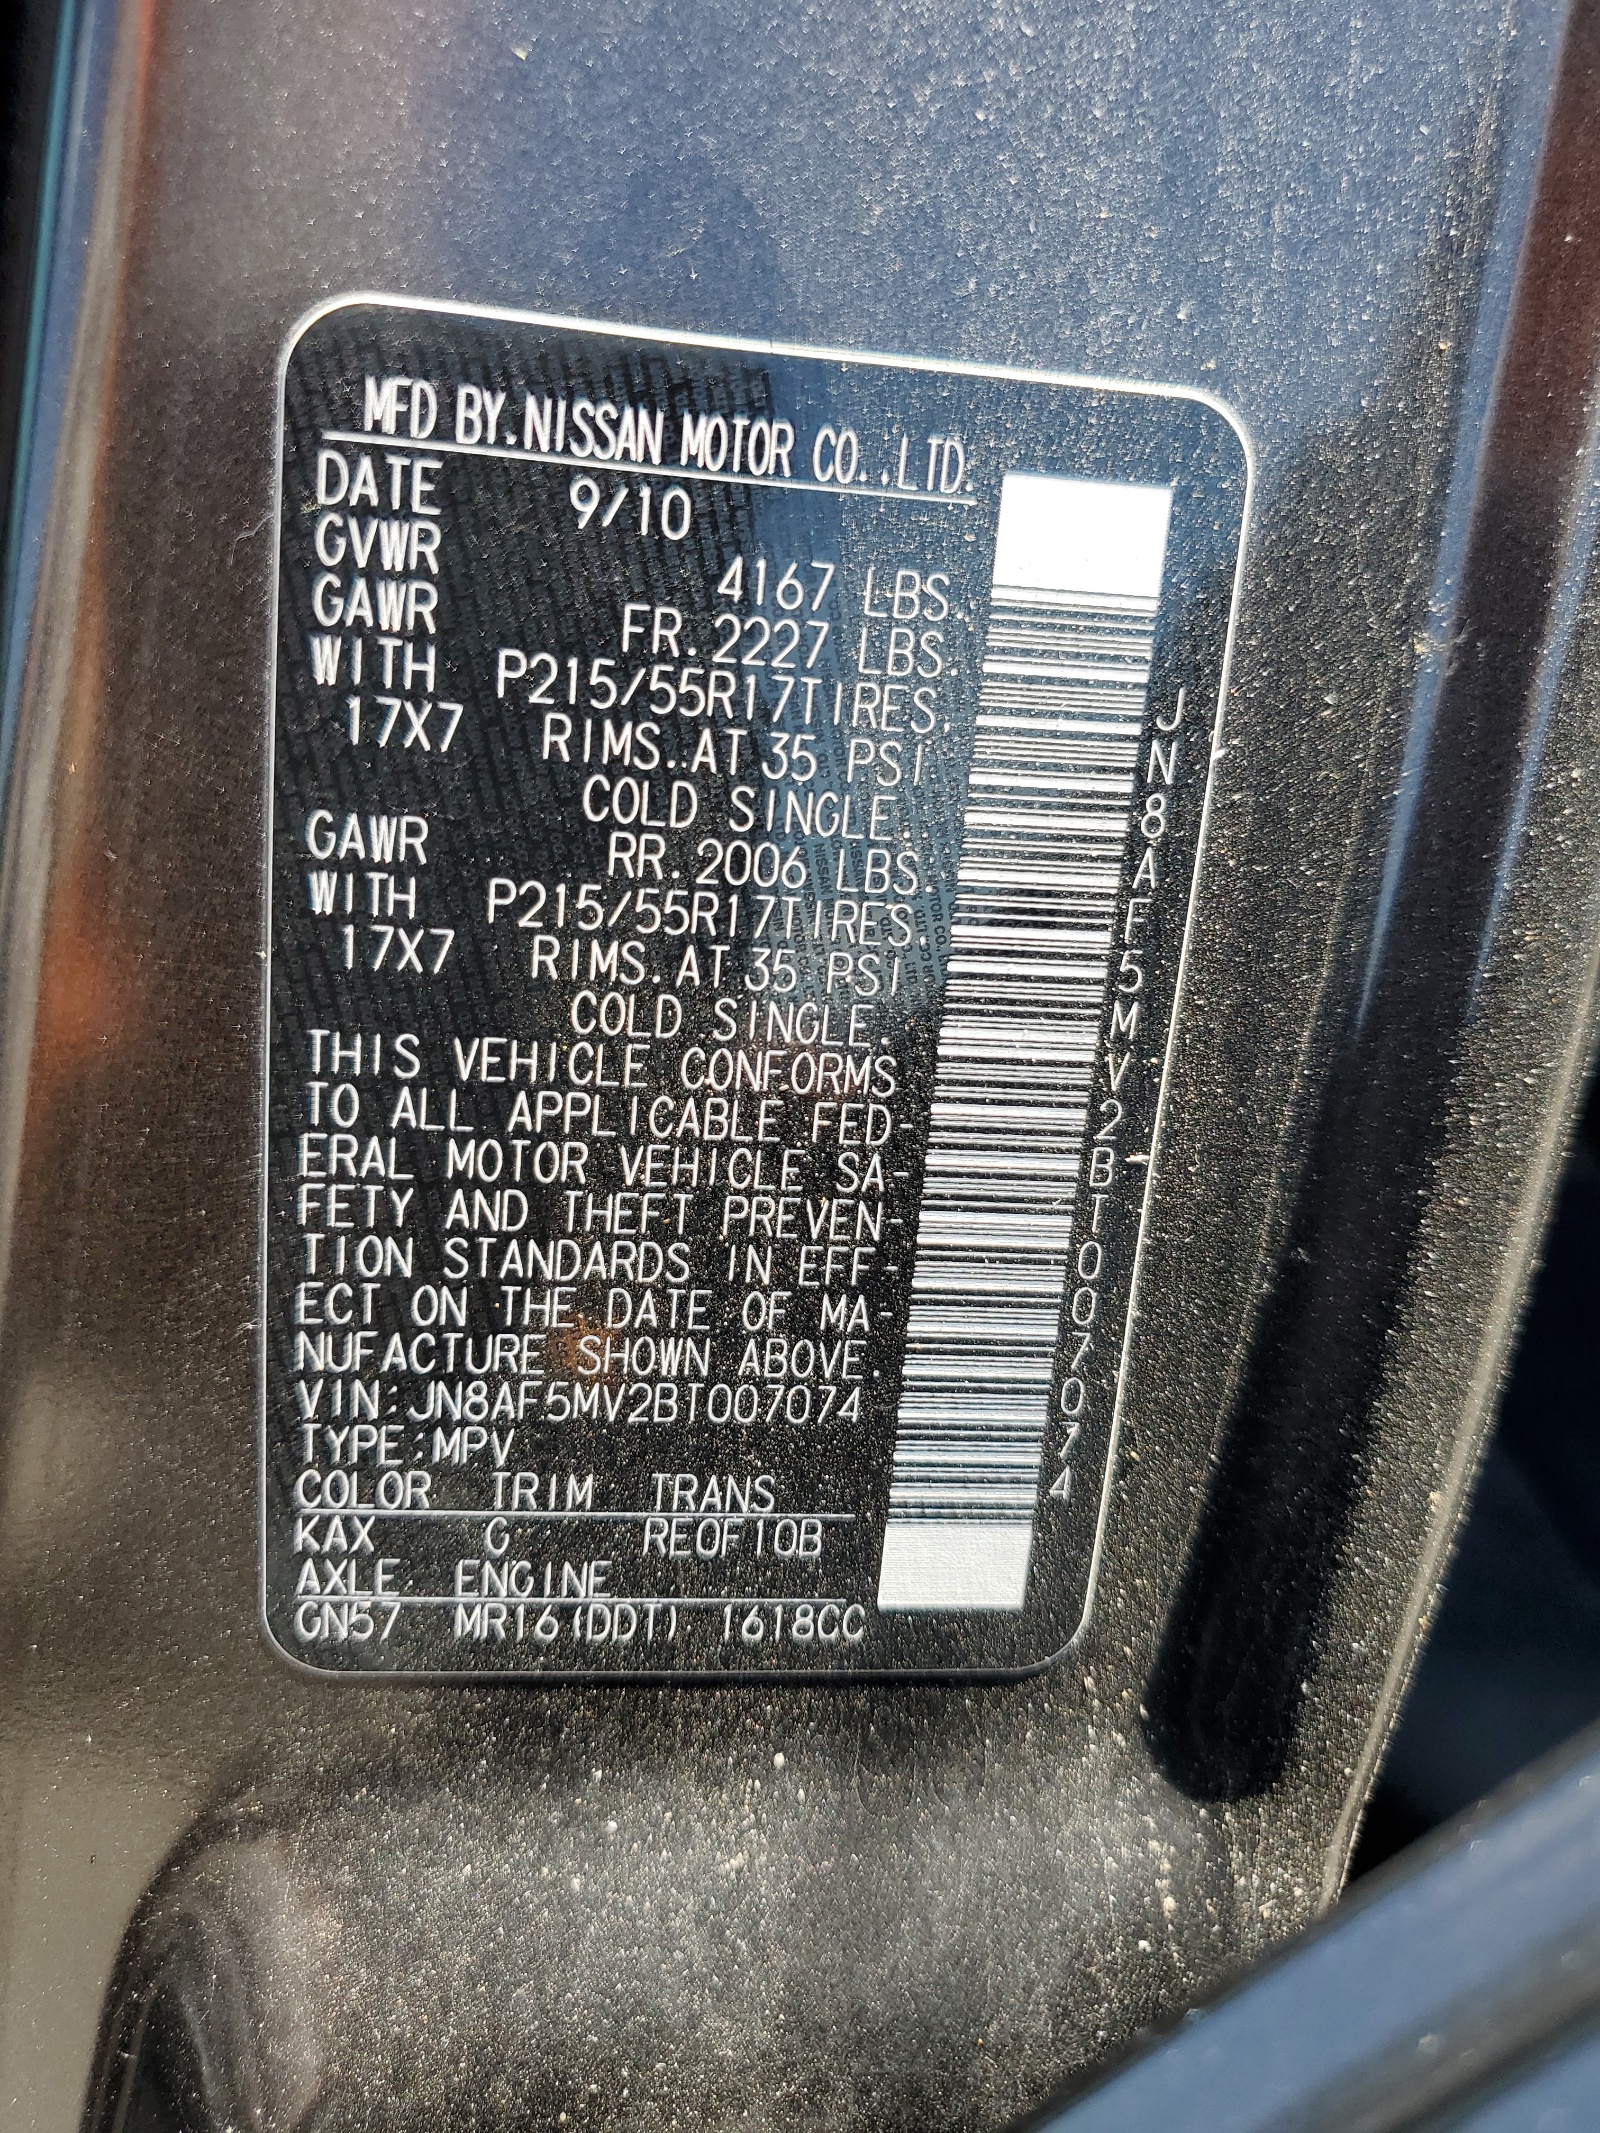 MFD BY.NISSAN MOTOR CO.,LTD.
DATE 9/10
GVWR 4167 LBS.
GAWR FR.2227 LBS.
WITH P215/55R17TIRES.
17X7 RIMS.AT 35 PSI
COLD SINGLE.
GAWR RR.2006 LBS.
WITH P215/55R17TIRES.
17X7 RIMS.AT 35 PSI
COLD SINGLE.
THIS VEHICLE CONFORMS
TO ALL APPLICABLE FED-
ERAL MOTOR VEHICLE SA-
FETY AND THEFT PREVEN-
TION STANDARDS IN EFF-
ECT ON THE DATE OF MA-
NUFACTURE SHOWN ABOVE.
VIN:JN8AF5MV2BT007074
TYPE:MPV
COLOR TRIM TRANS
KAX C RE0F10B
AXLE ENGINE
GN57 MR16(DDT) 1618CC
JN8AF5MV2BT007074